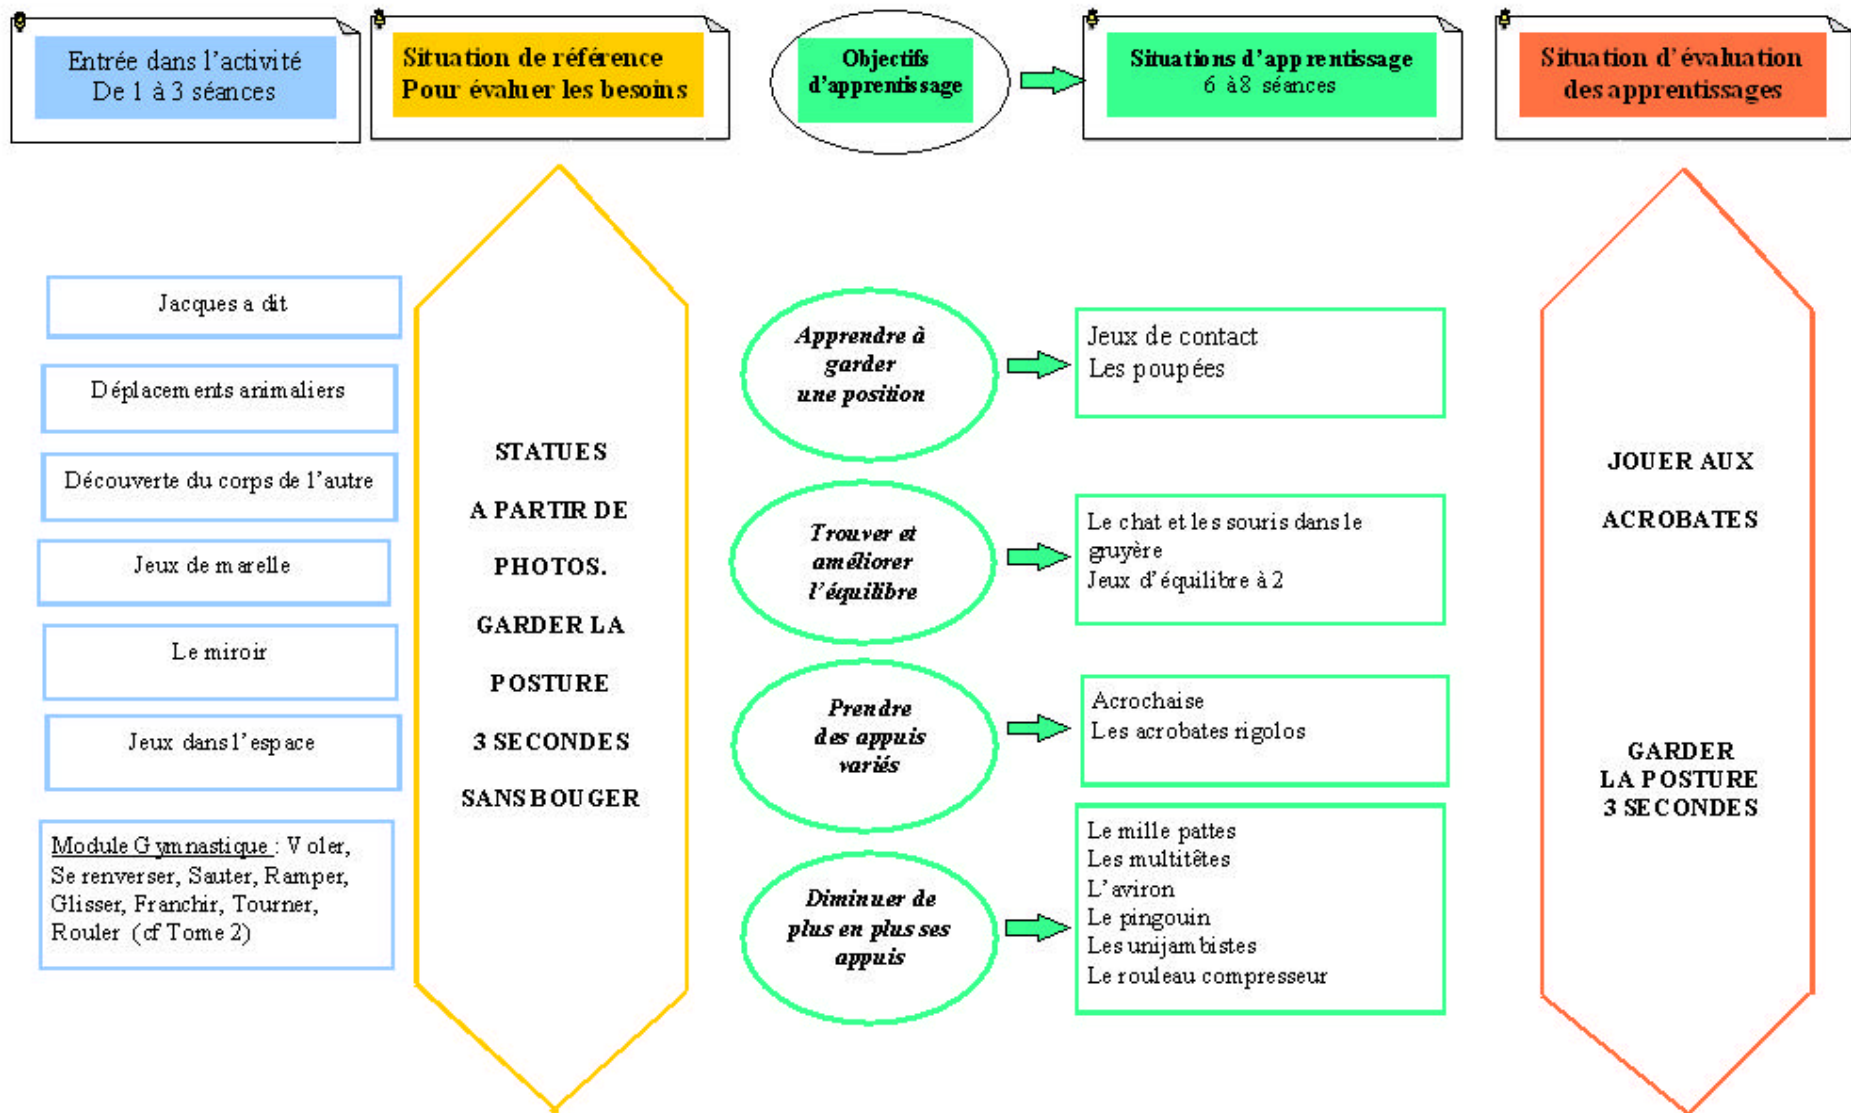 Entrée dans l'activité
De 1 à 3 séances
Situation de référence
Pour évaluer les besoins
Objectifs
d'apprentissage
Situations d'apprentissage
6 à 8 séances
Situation d'évaluation
des apprentissages
Jacques a dit
Déplacements animaliers
Découverte du corps de l'autre
Jeux de marelle
Le miroir
Jeux dans l'espace
Module Gymnastique : Voler,
Se renverser, Sauter, Ramper,
Glisser, Franchir, Tourner,
Rouler (cf Tome 2)
STATUES
A PARTIR DE
PHOTOS.
GARDER LA
POSTURE
3 SECONDES
SANS BOUGER
Apprendre à
garder
une position
Jeux de contact
Les poupées
Trouver et
améliorer
l'équilibre
Le chat et les souris dans le
gruyère
Jeux d'équilibre à 2
Prendre
des appuis
variés
Acrochaise
Les acrobates rigolos
Diminuer de
plus en plus ses
appuis
Le mille pattes
Les multitêtes
L'aviron
Le pingouin
Les unijambistes
Le rouleau compresseur
JOUER AUX
ACROBATES
GARDER
LA POSTURE
3 SECONDES